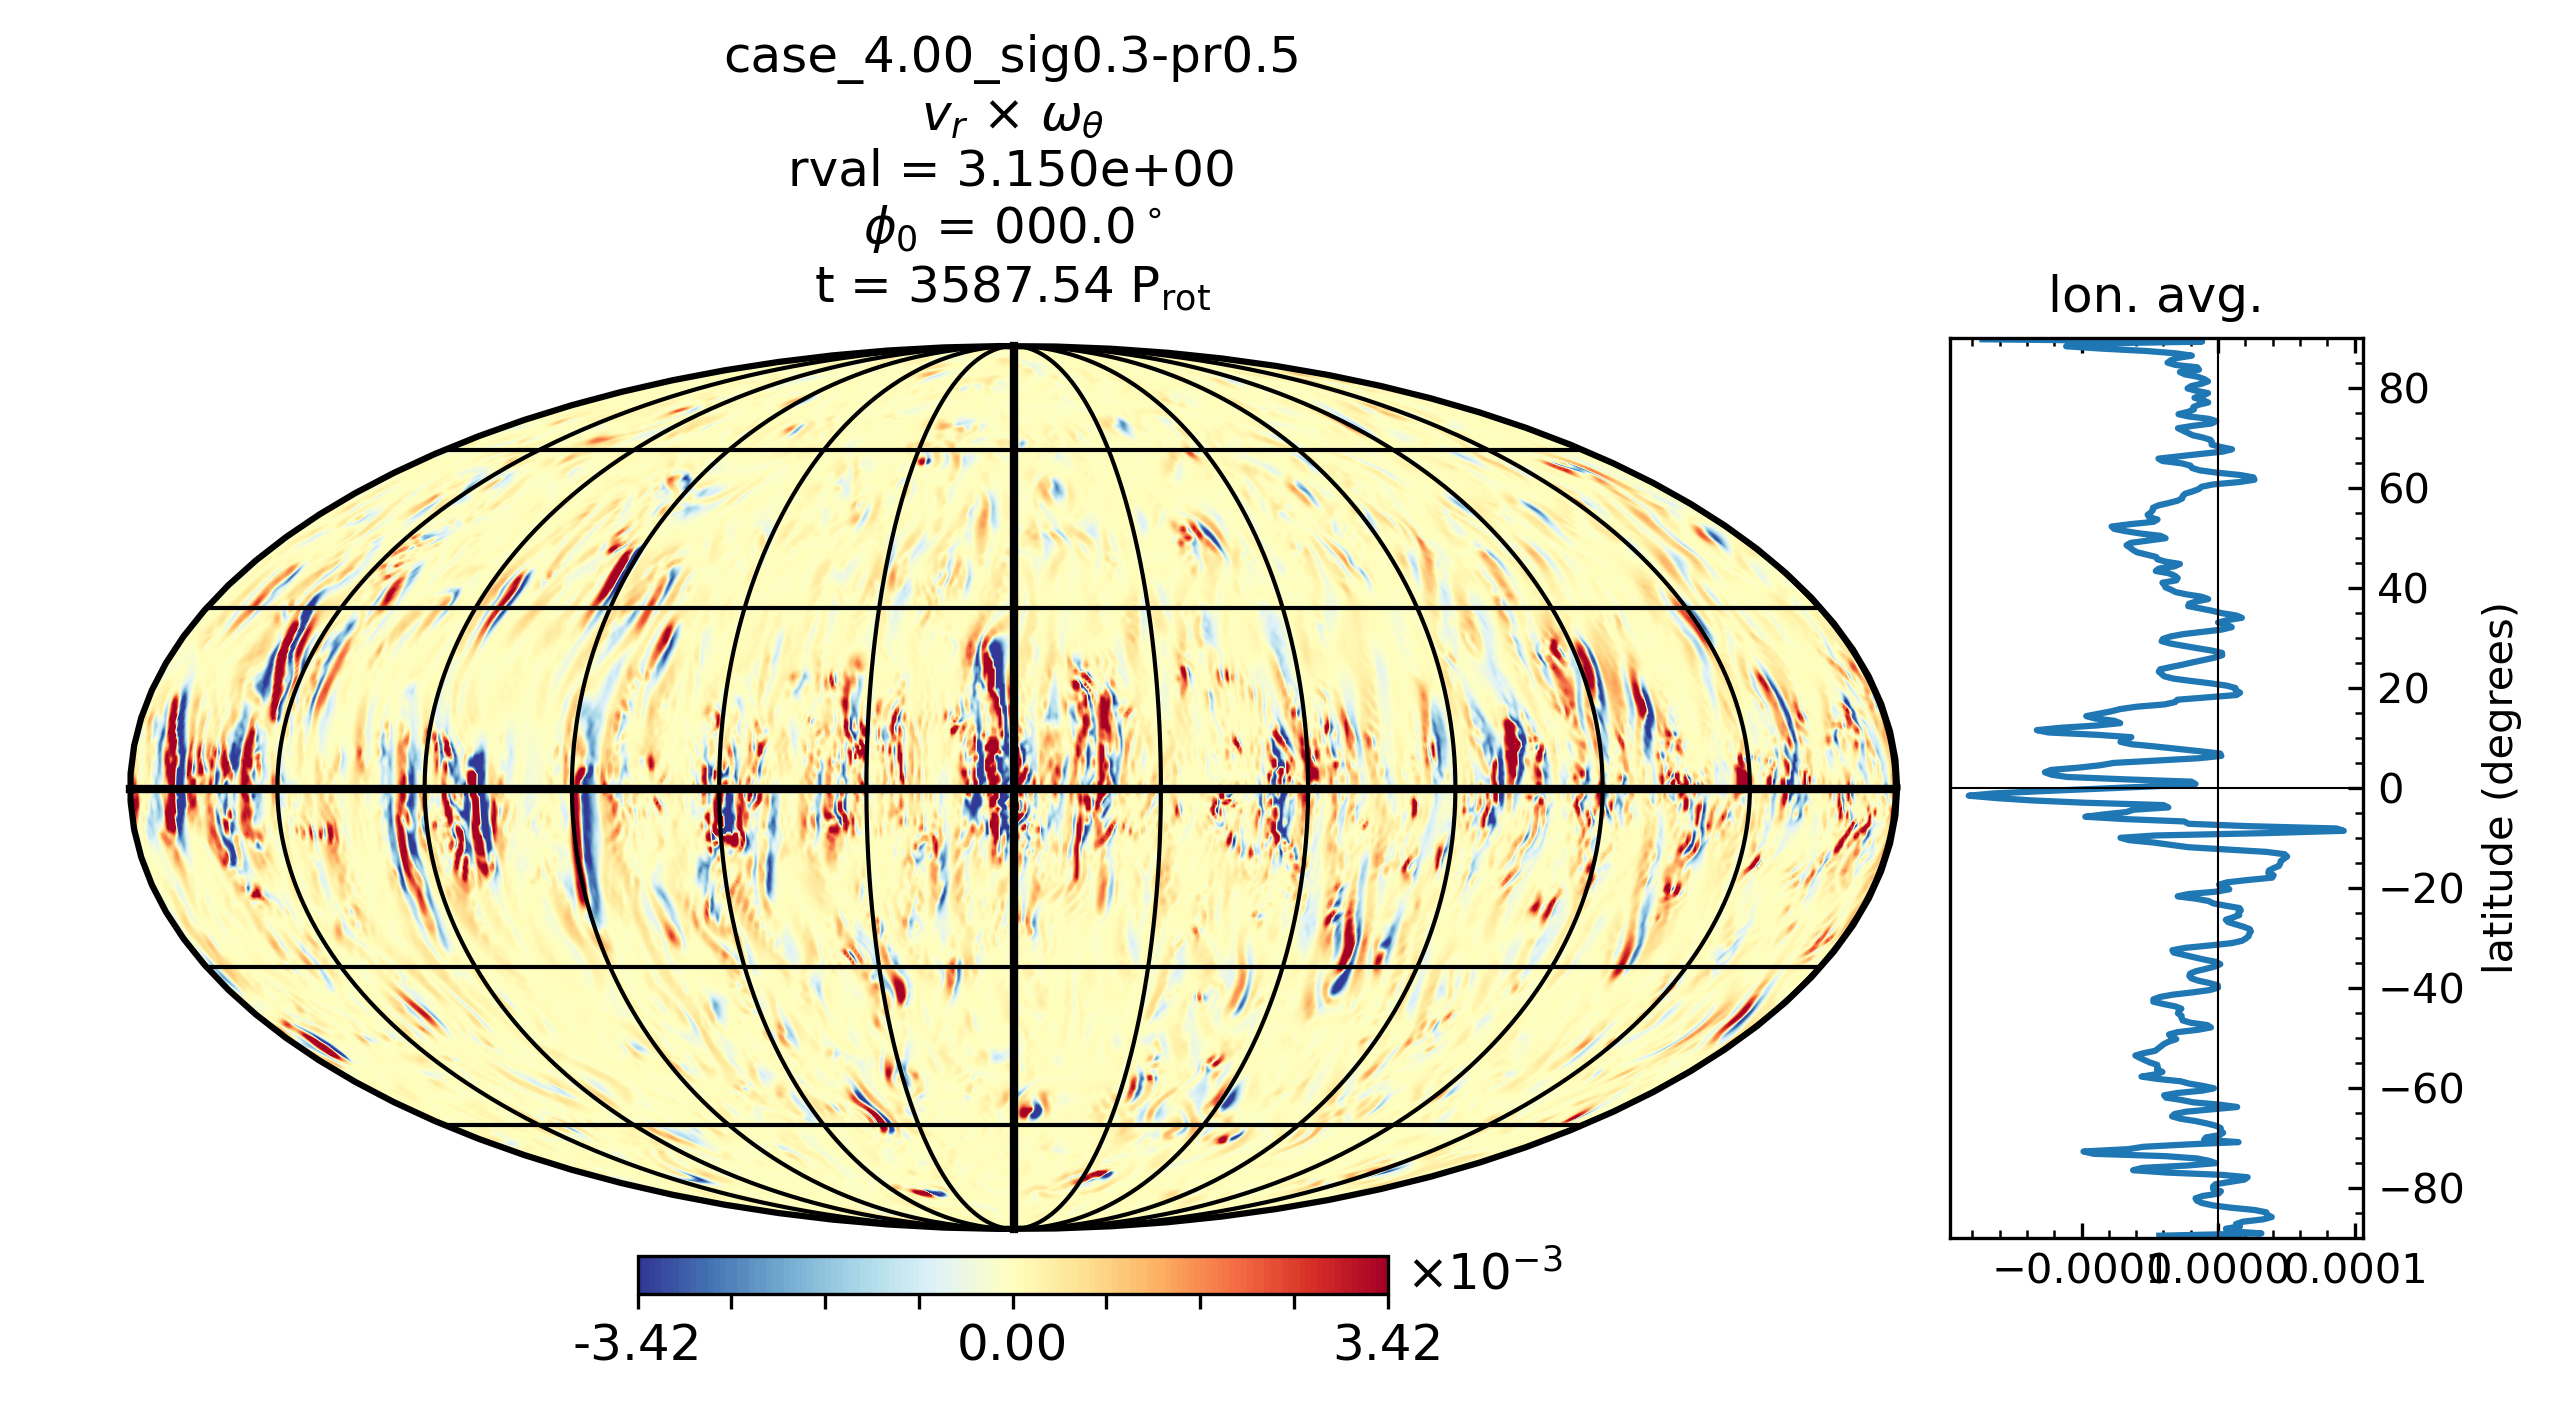 case_4.00_sig0.3-pr0.5
v_r × ω_θ
rval = 3.150e+00
ϕ_0 = 000.0°
t = 3587.54 P_rot
lon. avg.
80
60
40
20
0
−20
−40
−60
−80
latitude (degrees)
−0.0001 0.0000 0.0001
×10⁻³
-3.42 0.00 3.42